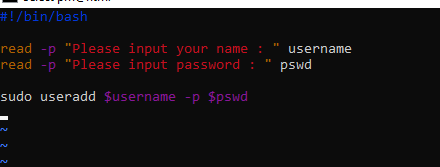 #!/bin/bash
read -p "Please input your name : " username
read -p "Please input password : " pswd
sudo useradd $username -p $pswd
~
~
~